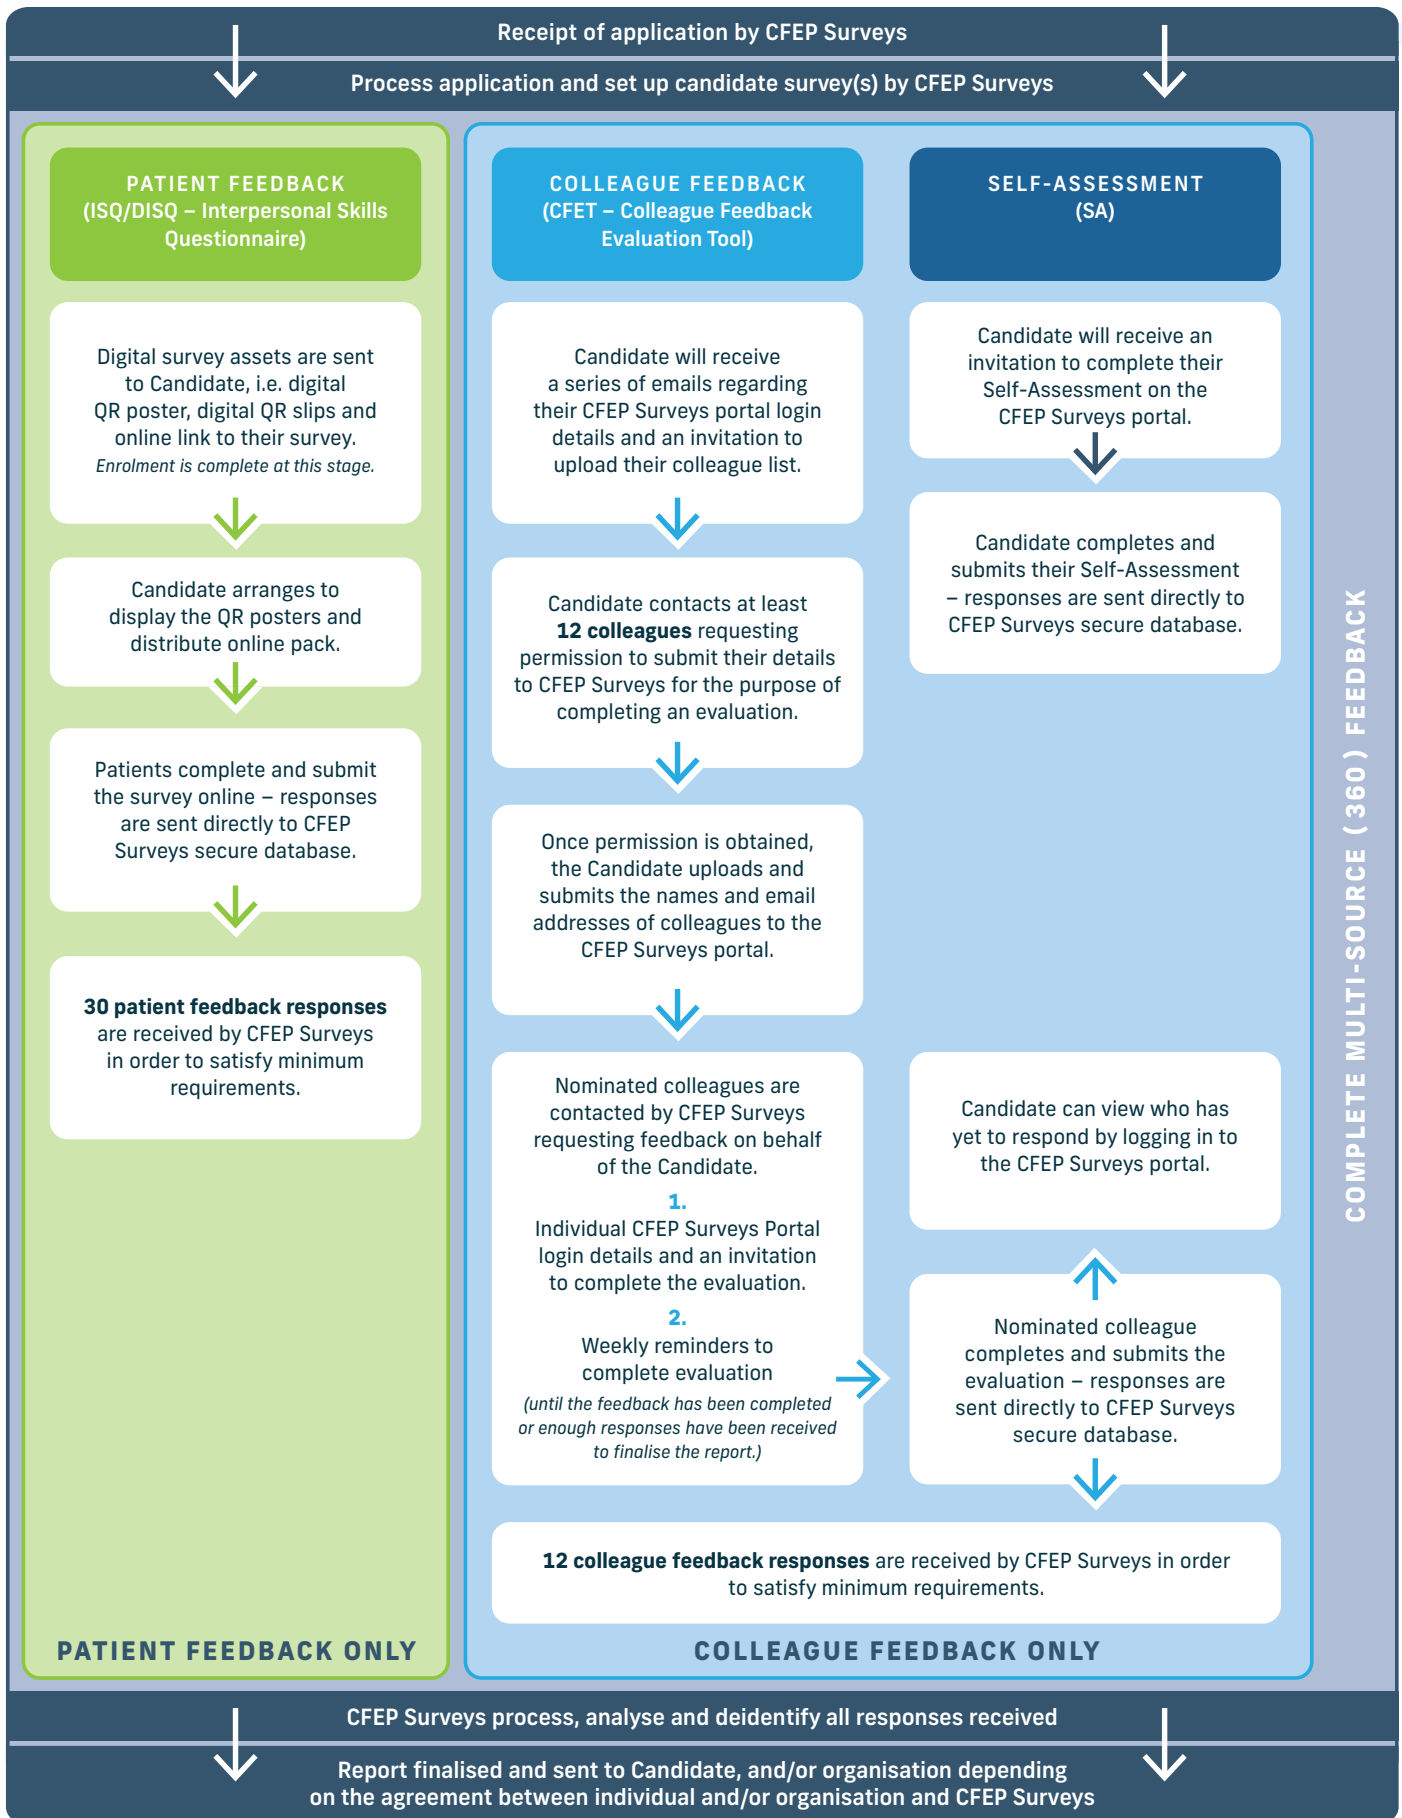 Receipt of application by CFEP Surveys
Process application and set up candidate survey(s) by CFEP Surveys
PATIENT FEEDBACK
(ISQ/DISQ – Interpersonal Skills
Questionnaire)
Digital survey assets are sent
to Candidate, i.e. digital
QR poster, digital QR slips and
online link to their survey.
Enrolment is complete at this stage.
Candidate arranges to
display the QR posters and
distribute online pack.
Patients complete and submit
the survey online – responses
are sent directly to CFEP
Surveys secure database.
30 patient feedback responses
are received by CFEP Surveys
in order to satisfy minimum
requirements.
PATIENT FEEDBACK ONLY
COLLEAGUE FEEDBACK
(CFET – Colleague Feedback
Evaluation Tool)
Candidate will receive
a series of emails regarding
their CFEP Surveys portal login
details and an invitation to
upload their colleague list.
Candidate contacts at least
12 colleagues requesting
permission to submit their details
to CFEP Surveys for the purpose of
completing an evaluation.
Once permission is obtained,
the Candidate uploads and
submits the names and email
addresses of colleagues to the
CFEP Surveys portal.
Nominated colleagues are
contacted by CFEP Surveys
requesting feedback on behalf
of the Candidate.
1.
Individual CFEP Surveys Portal
login details and an invitation
to complete the evaluation.
2.
Weekly reminders to
complete evaluation
(until the feedback has been completed
or enough responses have been received
to finalise the report.)
SELF-ASSESSMENT
(SA)
Candidate will receive an
invitation to complete their
Self-Assessment on the
CFEP Surveys portal.
Candidate completes and
submits their Self-Assessment
– responses are sent directly to
CFEP Surveys secure database.
Candidate can view who has
yet to respond by logging in to
the CFEP Surveys portal.
Nominated colleague
completes and submits the
evaluation – responses are
sent directly to CFEP Surveys
secure database.
12 colleague feedback responses are received by CFEP Surveys in order
to satisfy minimum requirements.
COLLEAGUE FEEDBACK ONLY
COMPLETE MULTI-SOURCE (360) FEEDBACK
CFEP Surveys process, analyse and deidentify all responses received
Report finalised and sent to Candidate, and/or organisation depending
on the agreement between individual and/or organisation and CFEP Surveys